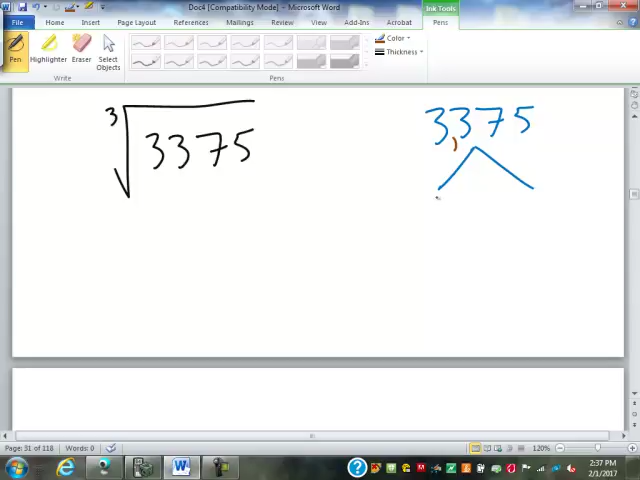 Doc4 [Compatibility Mode] - Microsoft Word
Ink Tools
File Home Insert Page Layout References Mailings Review View Add-Ins Acrobat Pens
Pen
Highlighter
Eraser
Select Objects
Color
Thickness
Write
Pens
3
3375
3,375
Page: 31 of 118
Words: 0
120%
2:37 PM
2/1/2017